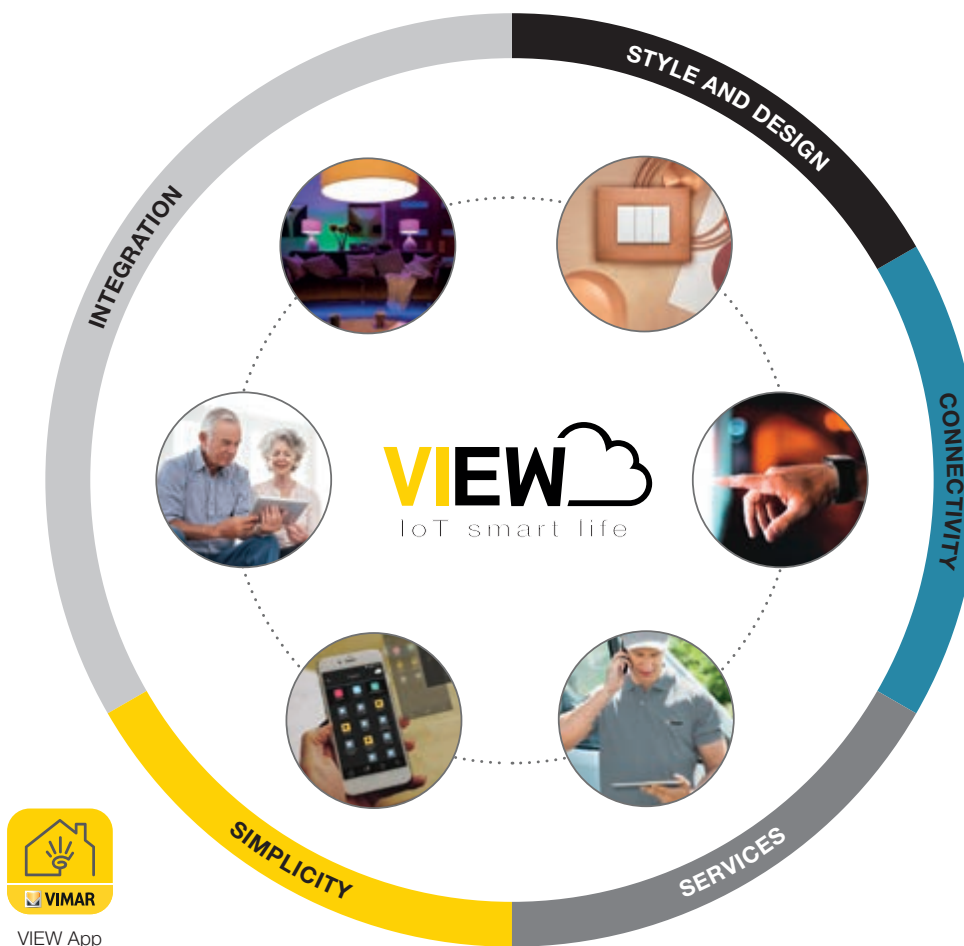 STYLE AND DESIGN
INTEGRATION
CONNECTIVITY
VIEW
IoT smart life
SIMPLICITY
SERVICES
VIMAR
VIEW App